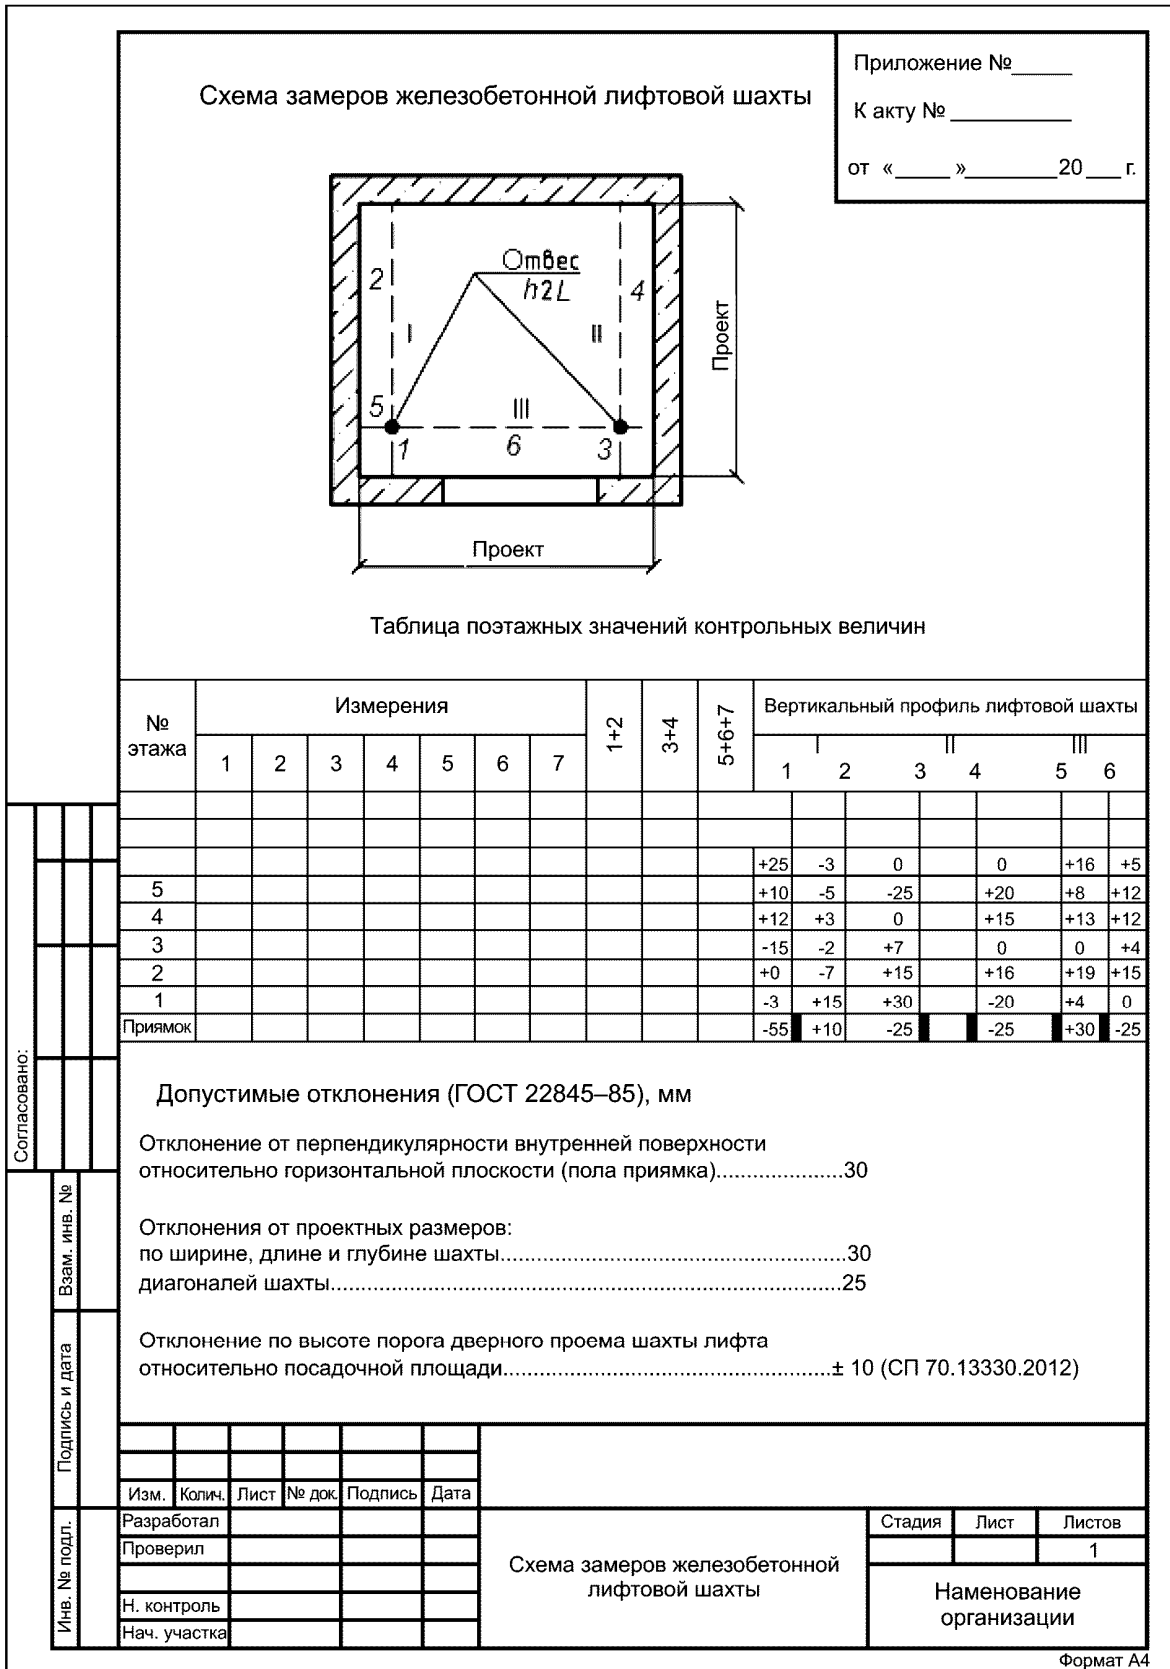 Приложение №_____
К акту № __________
от «____ »________20___ г.
Схема замеров железобетонной лифтовой шахты
Отвес
h2L
2
4
I
II
III
5
1
6
3
Проект
Проект
Таблица поэтажных значений контрольных величин
№ этажа
Измерения
1 2 3 4 5 6 7
1+2
3+4
5+6+7
Вертикальный профиль лифтовой шахты
I II III
1 2 3 4 5 6
+25 -3 0 0 +16 +5
5 +10 -5 -25 +20 +8 +12
4 +12 +3 0 +15 +13 +12
3 -15 -2 +7 0 0 +4
2 +0 -7 +15 +16 +19 +15
1 -3 +15 +30 -20 +4 0
Приямок -55 +10 -25 -25 +30 -25
Допустимые отклонения (ГОСТ 22845–85), мм
Отклонение от перпендикулярности внутренней поверхности
относительно горизонтальной плоскости (пола приямка)..................30
Отклонения от проектных размеров:
по ширине, длине и глубине шахты.................................................30
диагоналей шахты........................................................................25
Отклонение по высоте порога дверного проема шахты лифта
относительно посадочной площади..............................................± 10 (СП 70.13330.2012)
Согласовано:
Взам. инв. №
Подпись и дата
Инв. № подл.
Изм. Колич. Лист № док. Подпись Дата
Разработал
Проверил
Н. контроль
Нач. участка
Схема замеров железобетонной
лифтовой шахты
Стадия Лист Листов
1
Наменование
организации
Формат А4